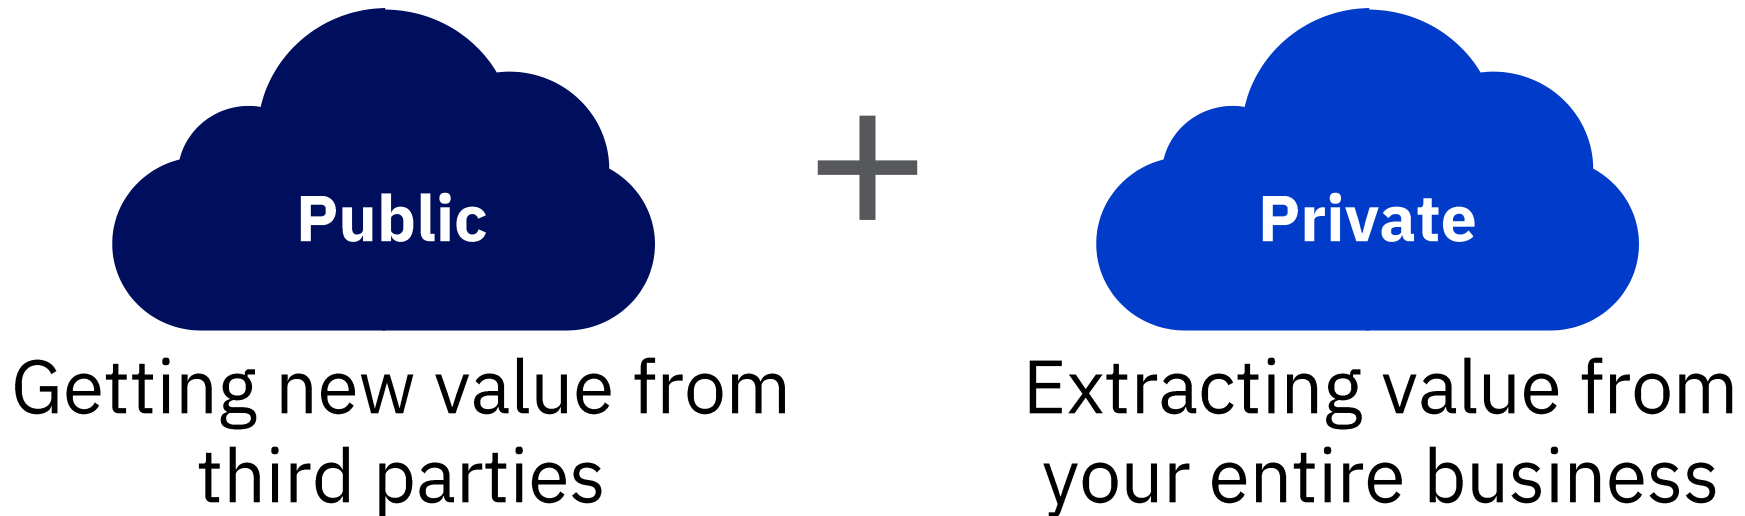 Public
+
Private
Getting new value from
third parties
Extracting value from
your entire business